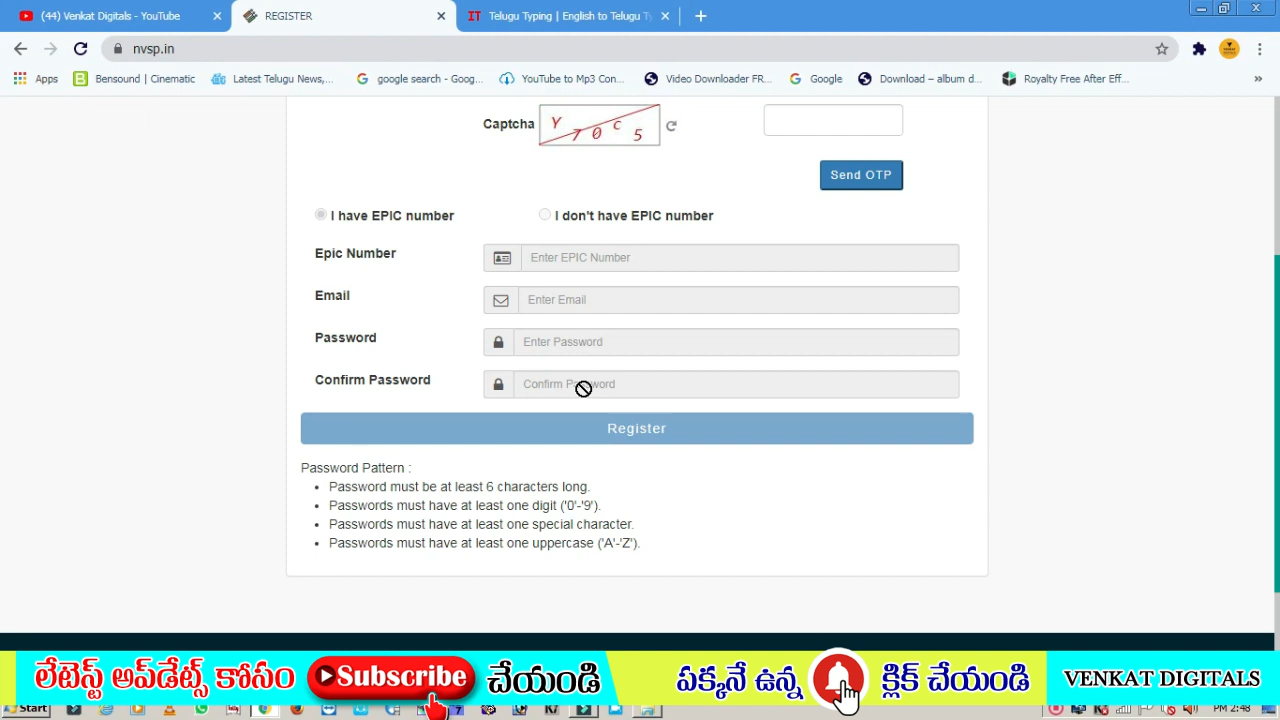 (44) Venkat Digitals - YouTube
REGISTER
Telugu Typing | English to Telugu Ty
nvsp.in
Apps
Bensound | Cinematic
Latest Telugu News,...
google search - Goog...
YouTube to Mp3 Con...
Video Downloader FR...
Google
Download – album d...
Royalty Free After Eff...
»
Captcha
Y 7 0 C 5
Send OTP
I have EPIC number
I don't have EPIC number
Epic Number
Enter EPIC Number
Email
Enter Email
Password
Enter Password
Confirm Password
Confirm Password
Register
Password Pattern :
• Password must be at least 6 characters long.
• Passwords must have at least one digit ('0'-'9').
• Passwords must have at least one special character.
• Passwords must have at least one uppercase ('A'-'Z').
లేటెస్ట్ అప్‌డేట్స్ కోసం Subscribe చేయండి పక్కనే ఉన్న క్లిక్ చేయండి VENKAT DIGITALS
Start
PM 2:48